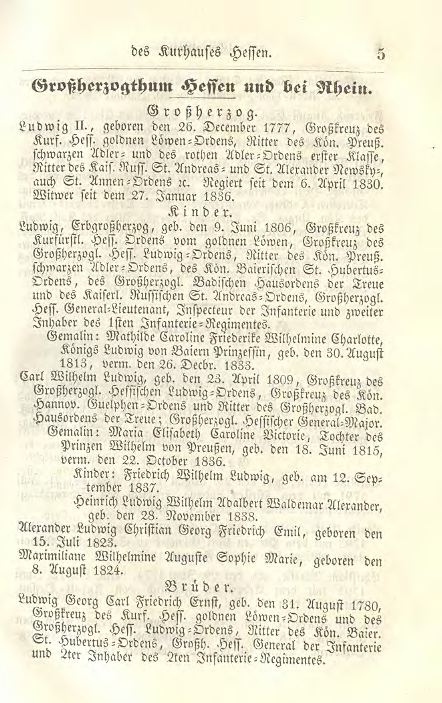 des Kurhauses Hessen. 5
Großherzogthum Hessen und bei Rhein.
Großherzog.
Ludwig II., geboren den 26. December 1777, Großkreuz des
Kurf. Hess. goldnen Löwen-Ordens, Ritter des Kön. Preuß.
schwarzen Adler- und des rothen Adler-Ordens erster Klasse,
Ritter des Kais. Russ. St. Andreas- und St. Alexander Newsky-,
auch St. Annen-Ordens ꝛc. Regiert seit dem 6. April 1830.
Witwer seit dem 27. Januar 1836.
Kinder.
Ludwig, Erbgroßherzog, geb. den 9. Juni 1806, Großkreuz des
Kurfürstl. Hess. Ordens vom goldnen Löwen, Großkreuz des
Großherzogl. Hess. Ludwig-Ordens, Ritter des Kön. Preuß.
schwarzen Adler-Ordens, des Kön. Baierischen St. Hubertus-
Ordens, des Großherzogl. Badischen Hausordens der Treue
und des Kaiserl. Russischen St. Andreas-Ordens, Großherzogl.
Hess. General-Lieutenant, Inspecteur der Infanterie und zweiter
Inhaber des 1sten Infanterie-Regimentes.
Gemalin: Mathilde Caroline Friederike Wilhelmine Charlotte,
Königs Ludwig von Baiern Prinzessin, geb. den 30. August
1813, verm. den 26. Decbr. 1833.
Carl Wilhelm Ludwig, geb. den 23. April 1809, Großkreuz des
Großherzogl. Hessischen Ludwig-Ordens, Großkreuz des Kön.
Hannov. Guelphen-Ordens und Ritter des Großherzogl. Bad.
Hausordens der Treue; Großherzogl. Hessischer General-Major.
Gemalin: Maria Elisabeth Caroline Victorie, Tochter des
Prinzen Wilhelm von Preußen, geb. den 18. Juni 1815,
verm. den 22. October 1836.
Kinder: Friedrich Wilhelm Ludwig, geb. am 12. Sep-
tember 1837.
Heinrich Ludwig Wilhelm Adalbert Waldemar Alexander,
geb. den 28. November 1838.
Alexander Ludwig Christian Georg Friedrich Emil, geboren den
15. Juli 1823.
Maximiliane Wilhelmine Auguste Sophie Marie, geboren den
8. August 1824.
Brüder.
Ludwig Georg Carl Friedrich Ernst, geb. den 31. August 1780,
Großkreuz des Kurf. Hess. goldenen Löwen-Ordens und des
Großherzogl. Hess. Ludwig-Ordens, Ritter des Kön. Baier.
St. Hubertus-Ordens, Großh. Hess. General der Infanterie
und 2ter Inhaber des 2ten Infanterie-Regimentes.